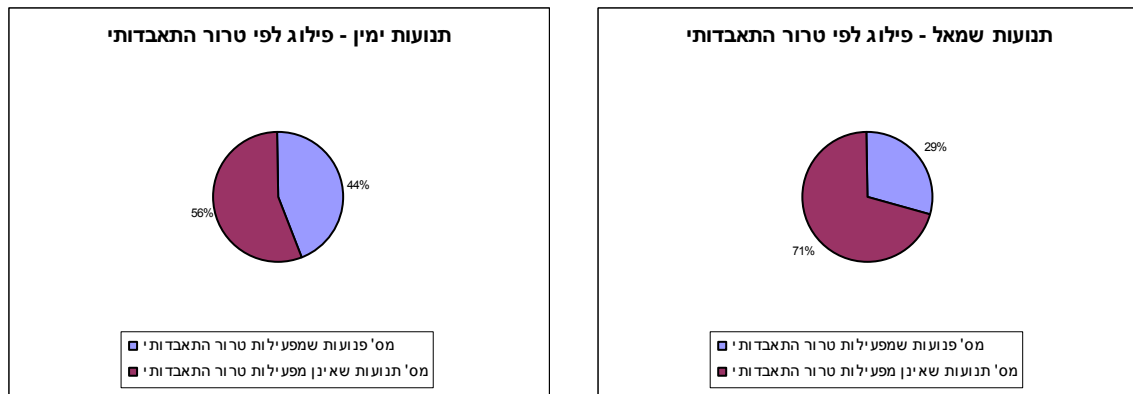 תנועות ימין - פילוג לפי טרור התאבדותי
44%
56%
מס' פנועות שמפעילות טרור התאבדותי
מס' תנועות שאינן מפעילות טרור התאבדותי
תנועות שמאל - פילוג לפי טרור התאבדותי
29%
71%
מס' פנועות שמפעילות טרור התאבדותי
מס' תנועות שאינן מפעילות טרור התאבדותי